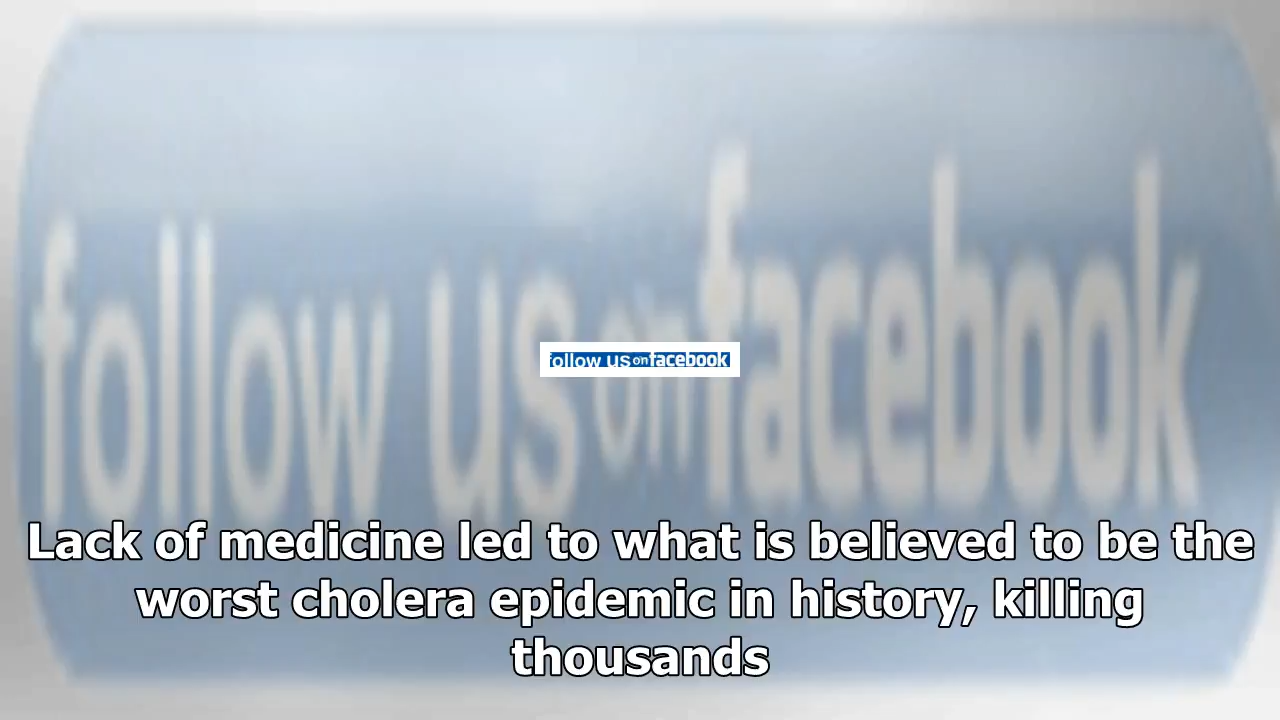 follow us on facebook
follow us on facebook
Lack of medicine led to what is believed to be the
worst cholera epidemic in history, killing
thousands